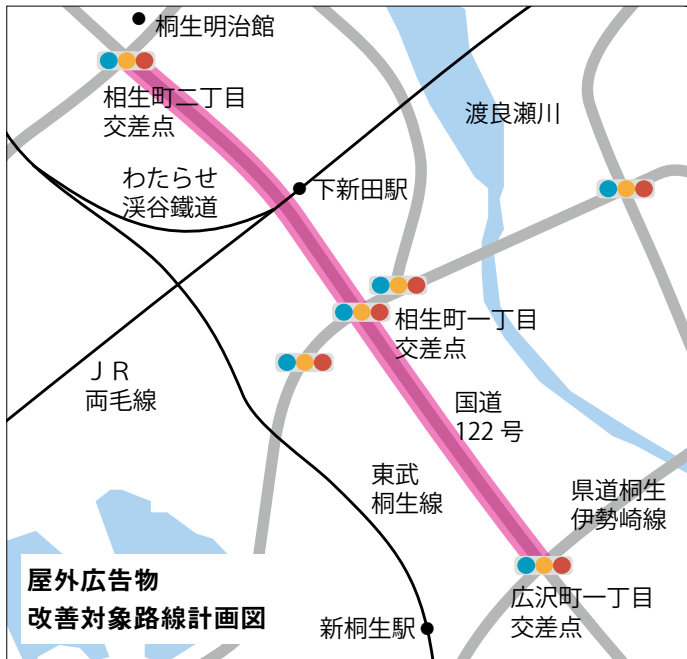 桐生明治館
相生町二丁目
交差点
渡良瀬川
わたらせ
渓谷鐵道
下新田駅
相生町一丁目
交差点
ＪＲ
両毛線
国道
122 号
東武
桐生線
県道桐生
伊勢崎線
屋外広告物
改善対象路線計画図
広沢町一丁目
交差点
新桐生駅